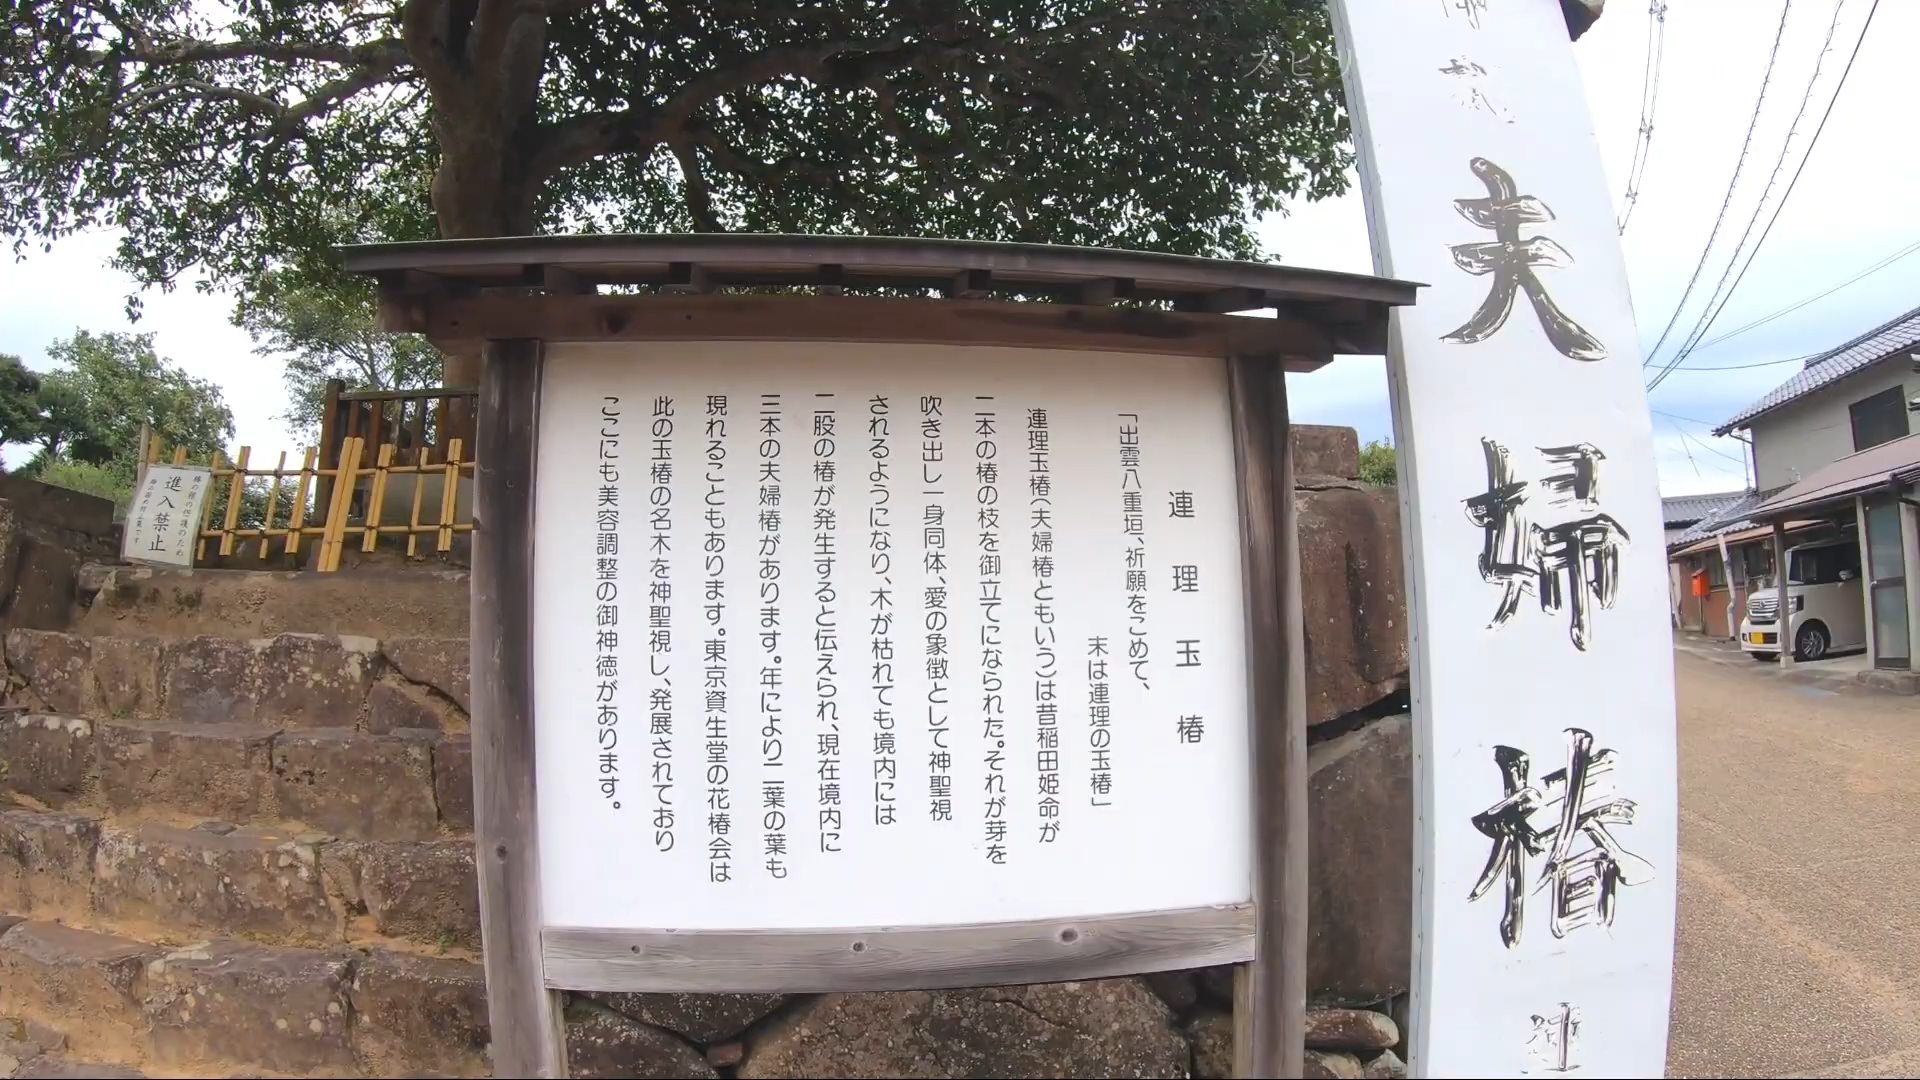 連理玉椿
「出雲八重垣、祈願をこめて、
末は連理の玉椿」
連理玉椿(夫婦椿ともいう)は昔稲田姫命が
二本の椿の枝を御立てになられた。それが芽を
吹き出し一身同体、愛の象徴として神聖視
されるようになり、木が枯れても境内には
二股の椿が発生すると伝えられ、現在境内に
三本の夫婦椿があります。年により二葉の葉も
現れることもあります。東京資生堂の花椿会は
此の玉椿の名木を神聖視し、発展されており
ここにも美容調整の御神徳があります。
夫婦椿
椿の根の保護のため
進入禁止